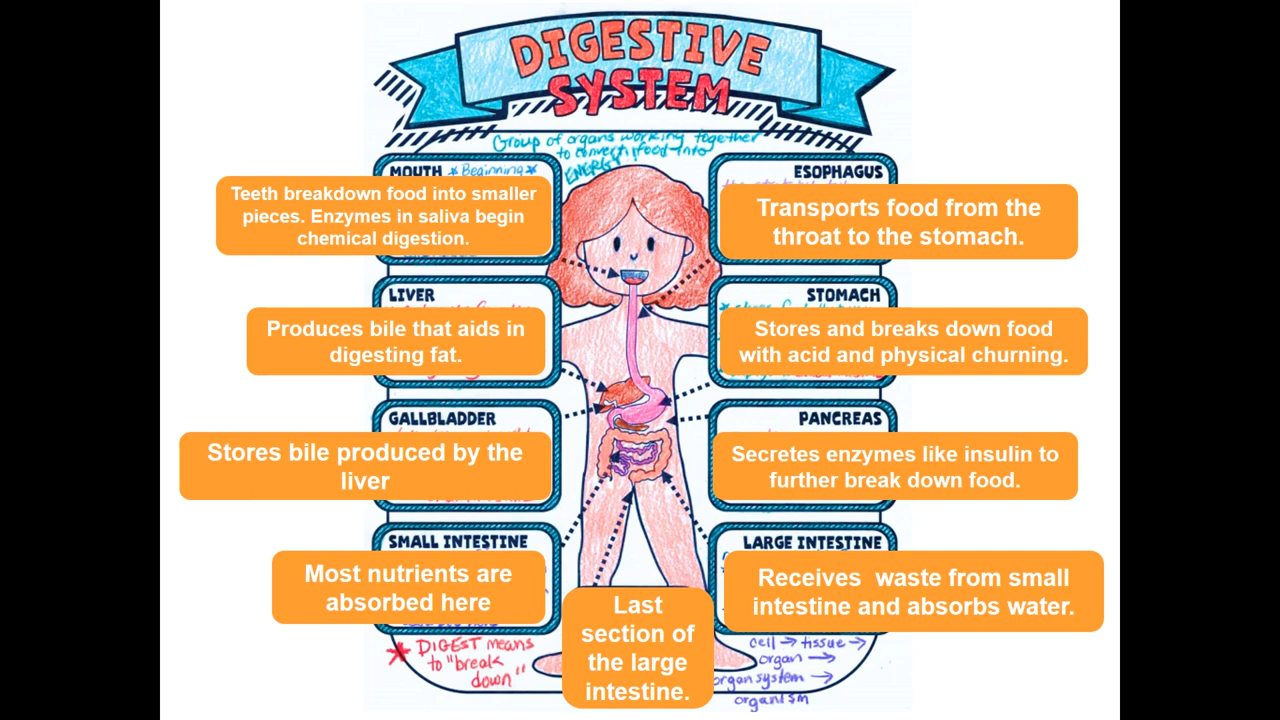 DIGESTIVE
SYSTEM
Group of organs working together
to convert food into
ENERGY
MOUTH *Beginning*
Teeth breakdown food into smaller
pieces. Enzymes in saliva begin
chemical digestion.
ESOPHAGUS
Transports food from the
throat to the stomach.
LIVER
Produces bile that aids in
digesting fat.
STOMACH
Stores and breaks down food
with acid and physical churning.
GALLBLADDER
Stores bile produced by the
liver
PANCREAS
Secretes enzymes like insulin to
further break down food.
SMALL INTESTINE
Most nutrients are
absorbed here
LARGE INTESTINE
Receives waste from small
intestine and absorbs water.
Last
section of
the large
intestine.
* DIGEST means
to "break
down"
cell → tissue →
organ →
organ system →
organism